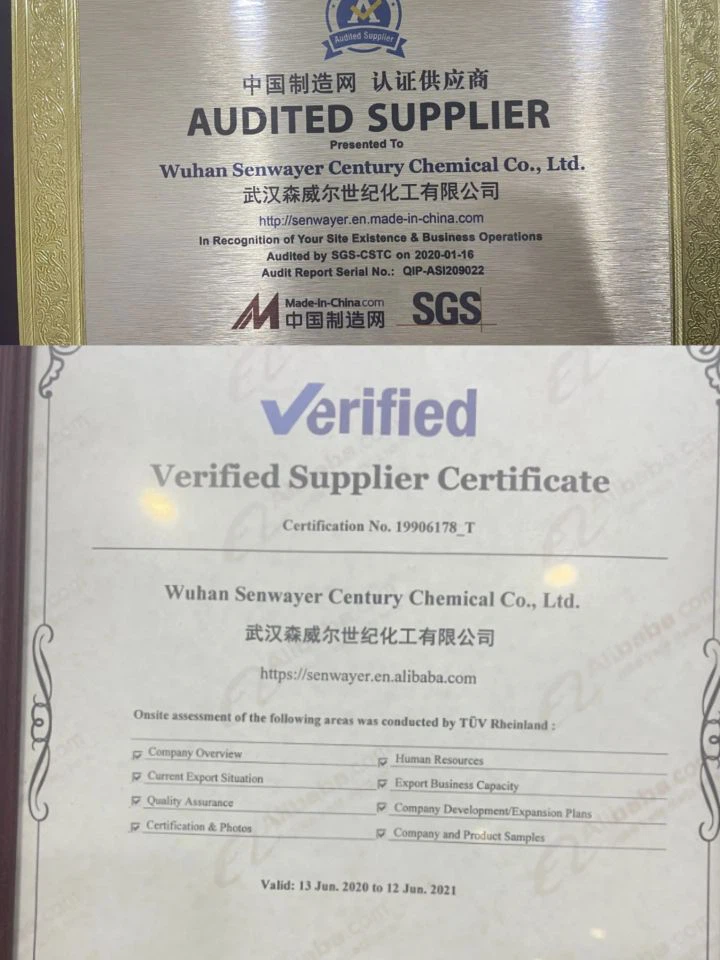 Audited Supplier
中国制造网 认证供应商
AUDITED SUPPLIER
Presented To
Wuhan Senwayer Century Chemical Co., Ltd.
武汉森威尔世纪化工有限公司
http://senwayer.en.made-in-china.com
In Recognition of Your Site Existence & Business Operations
Audited by SGS-CSTC on 2020-01-16
Audit Report Serial No.: QIP-ASI209022
Made-in-China.com
中国制造网
SGS
Verified
Verified Supplier Certificate
Certification No. 19906178_T
Wuhan Senwayer Century Chemical Co., Ltd.
武汉森威尔世纪化工有限公司
https://senwayer.en.alibaba.com
Onsite assessment of the following areas was conducted by TÜV Rheinland :
Company Overview
Human Resources
Current Export Situation
Export Business Capacity
Quality Assurance
Company Development/Expansion Plans
Certification & Photos
Company and Product Samples
Valid: 13 Jun. 2020 to 12 Jun. 2021